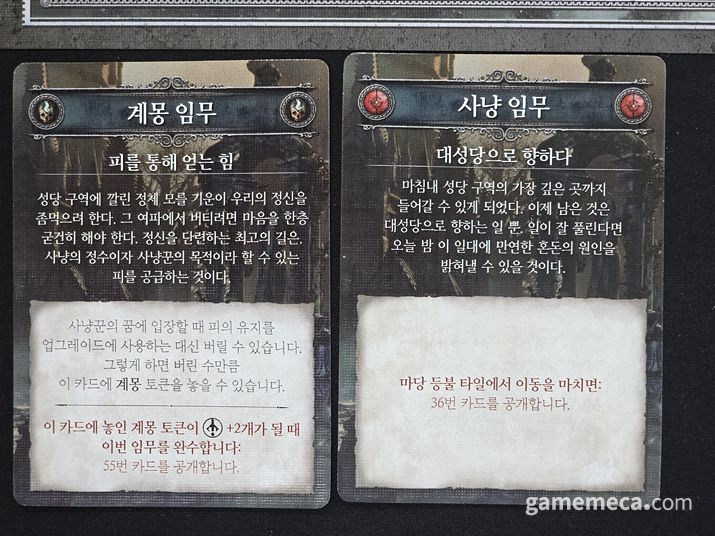 계몽 임무
피를 통해 얻는 힘
성당 구역에 깔린 정체 모를 기운이 우리의 정신을
좀먹으려 한다. 그 여파에서 버티려면 마음을 한층
굳건히 해야 한다. 정신을 단련하는 최고의 길은,
사냥의 정수이자 사냥꾼의 목적이라 할 수 있는
피를 공급하는 것이다.
사냥꾼의 꿈에 입장할 때 피의 유지를
업그레이드에 사용하는 대신 버릴 수 있습니다.
그렇게 하면 버린 수만큼
이 카드에 계몽 토큰을 놓을 수 있습니다.
이 카드에 놓인 계몽 토큰이 +2개가 될 때
이번 임무를 완수합니다:
55번 카드를 공개합니다.
사냥 임무
대성당으로 향하다
마침내 성당 구역의 가장 깊은 곳까지
들어갈 수 있게 되었다. 이제 남은 것은
대성당으로 향하는 일 뿐. 일이 잘 풀린다면
오늘 밤 이 일대에 만연한 혼돈의 원인을
밝혀낼 수 있을 것이다.
마당 등불 타일에서 이동을 마치면:
36번 카드를 공개합니다.
gamemeca.com